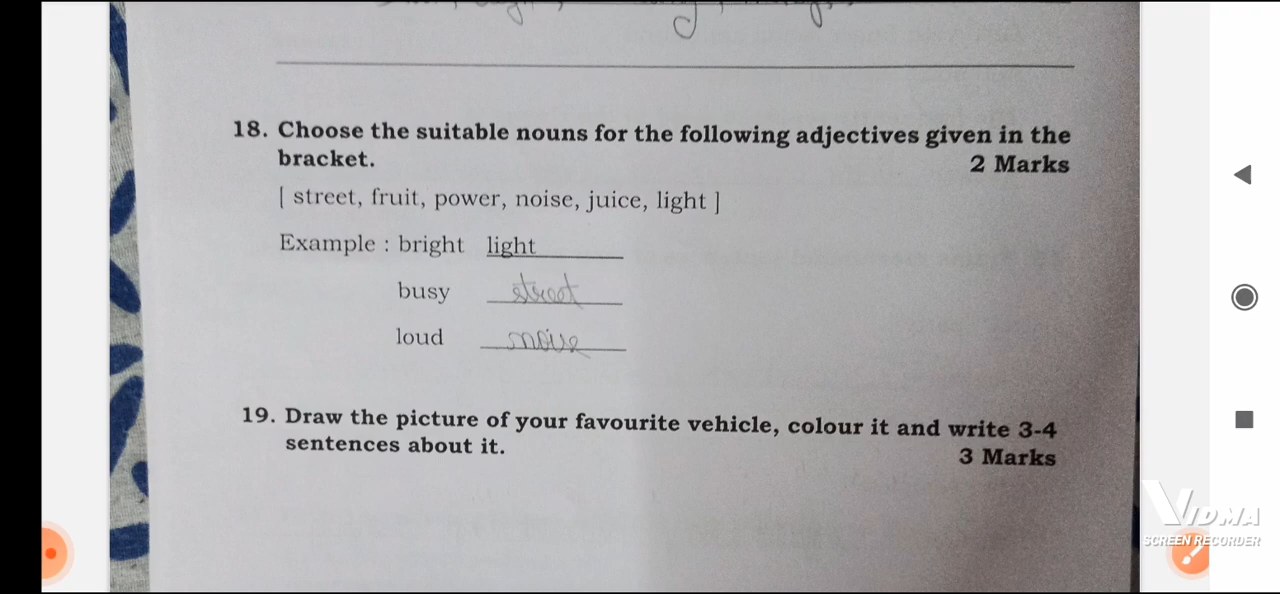 18. Choose the suitable nouns for the following adjectives given in the
bracket. 2 Marks
[ street, fruit, power, noise, juice, light ]
Example : bright light
busy street
loud noise
19. Draw the picture of your favourite vehicle, colour it and write 3-4
sentences about it. 3 Marks
VIDMA
SCREEN RECORDER